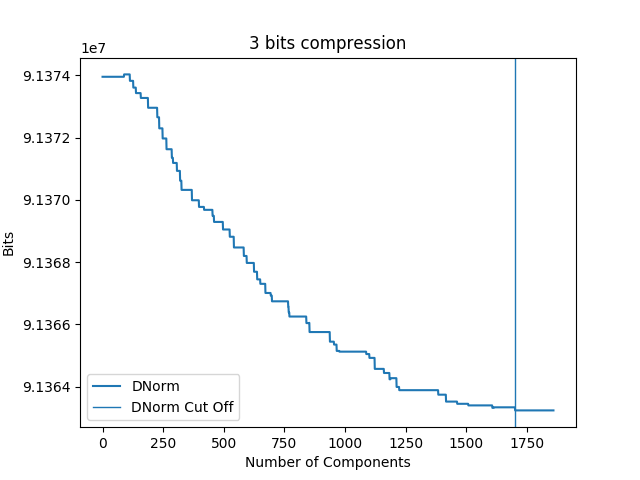 3 bits compression
1e7
9.1374
9.1372
9.1370
9.1368
9.1366
9.1364
Bits
DNorm
DNorm Cut Off
0 250 500 750 1000 1250 1500 1750
Number of Components